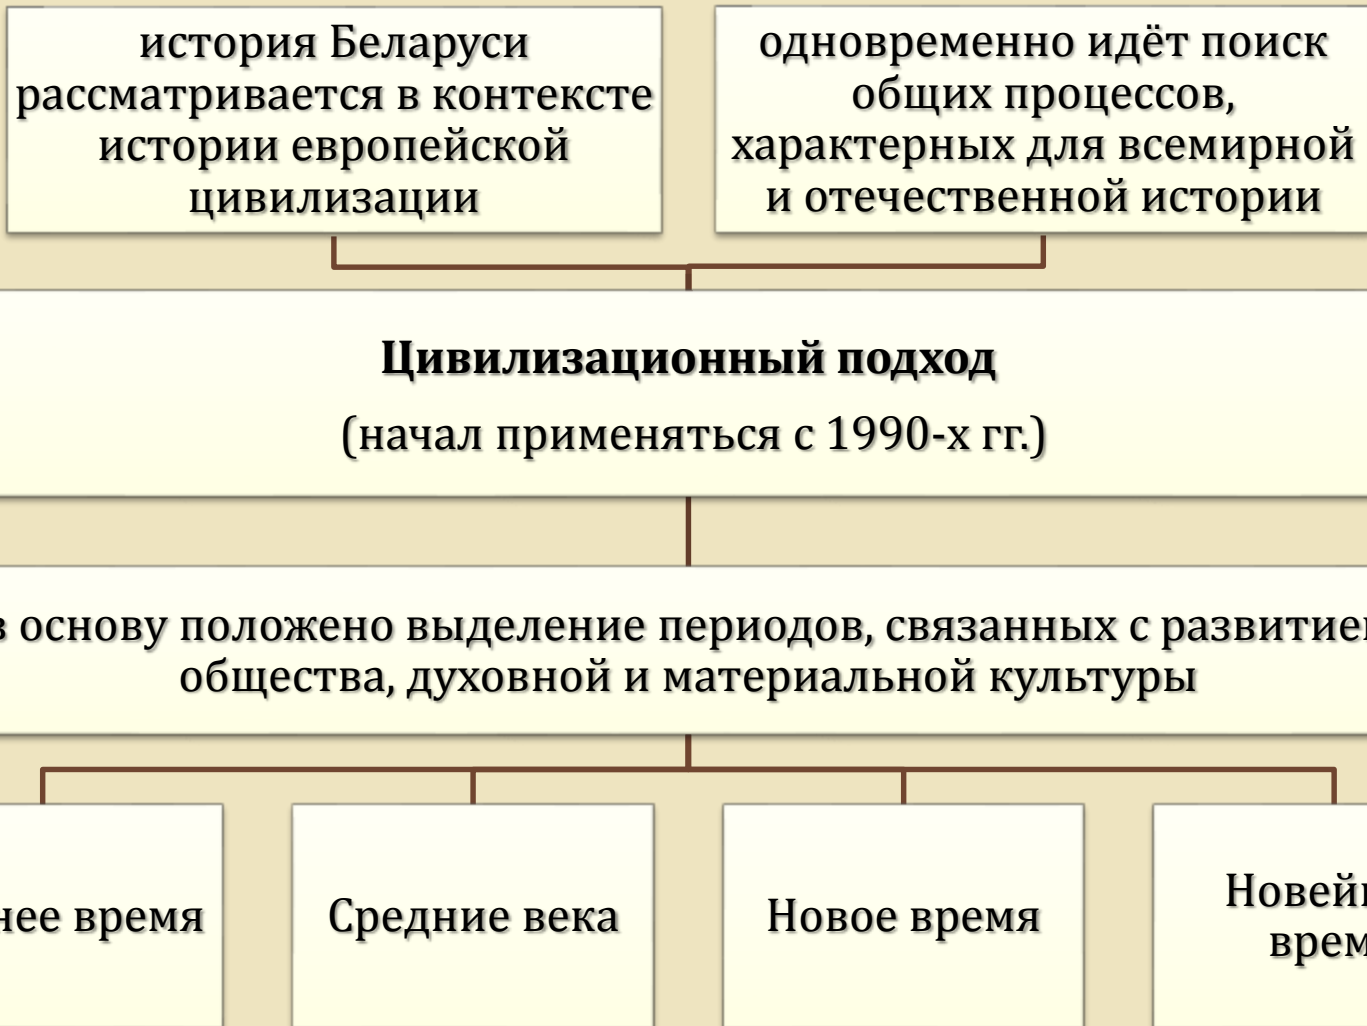 история Беларуси
рассматривается в контексте
истории европейской
цивилизации
одновременно идёт поиск
общих процессов,
характерных для всемирной
и отечественной истории
Цивилизационный подход
(начал применяться с 1990-х гг.)
в основу положено выделение периодов, связанных с развитием
общества, духовной и материальной культуры
время
Средние века
Новое время